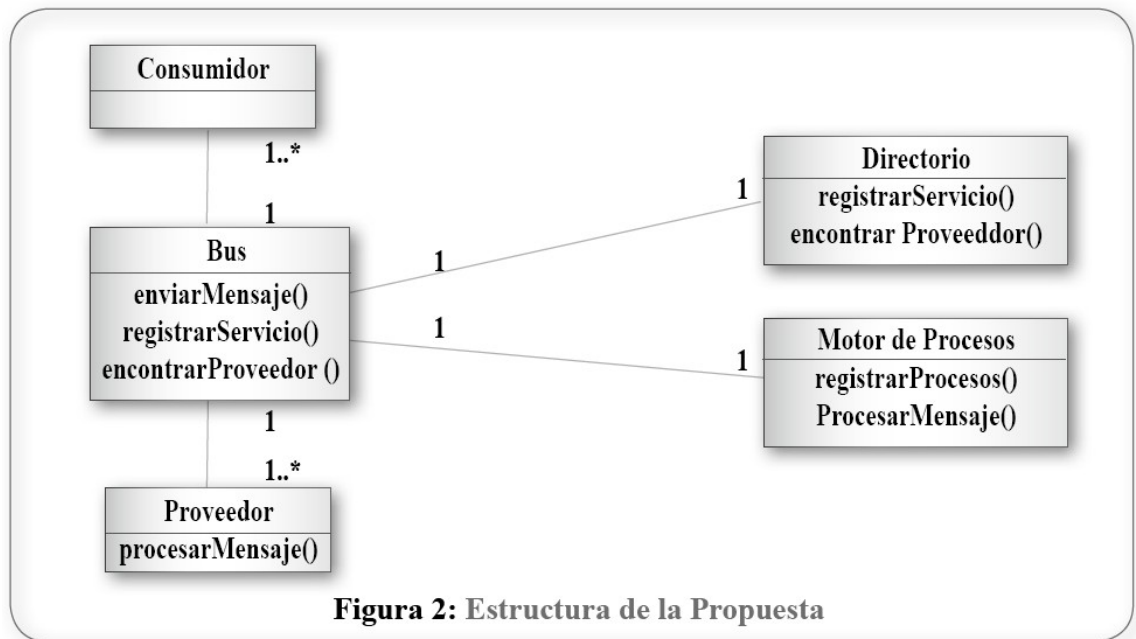 Consumidor
1..*
1
Bus
enviarMensaje()
registrarServicio()
encontrarProveedor ()
1
1
Directorio
registrarServicio()
encontrar Proveeddor()
1
1
Motor de Procesos
registrarProcesos()
ProcesarMensaje()
1
1..*
Proveedor
procesarMensaje()
Figura 2: Estructura de la Propuesta